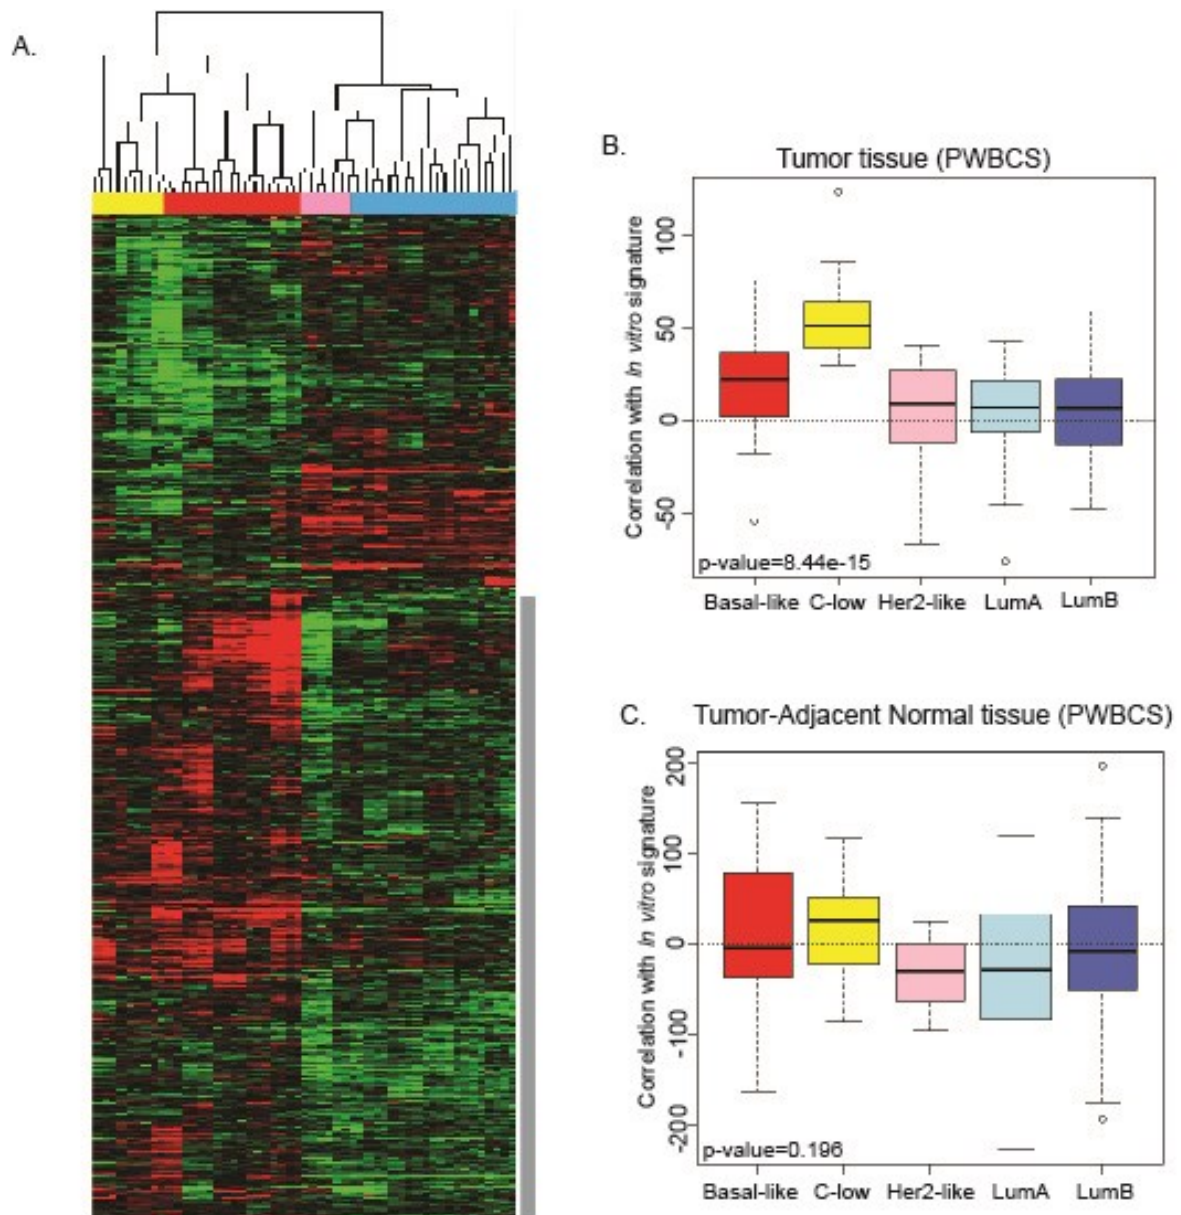 A.
B.
Tumor tissue (PWBCS)
Correlation with in vitro signature
100
50
0
-50
p-value=8.44e-15
Basal-like C-low Her2-like LumA LumB
C. Tumor-Adjacent Normal tissue (PWBCS)
Correlation with in vitro signature
200
100
0
-100
-200
p-value=0.196
Basal-like C-low Her2-like LumA LumB